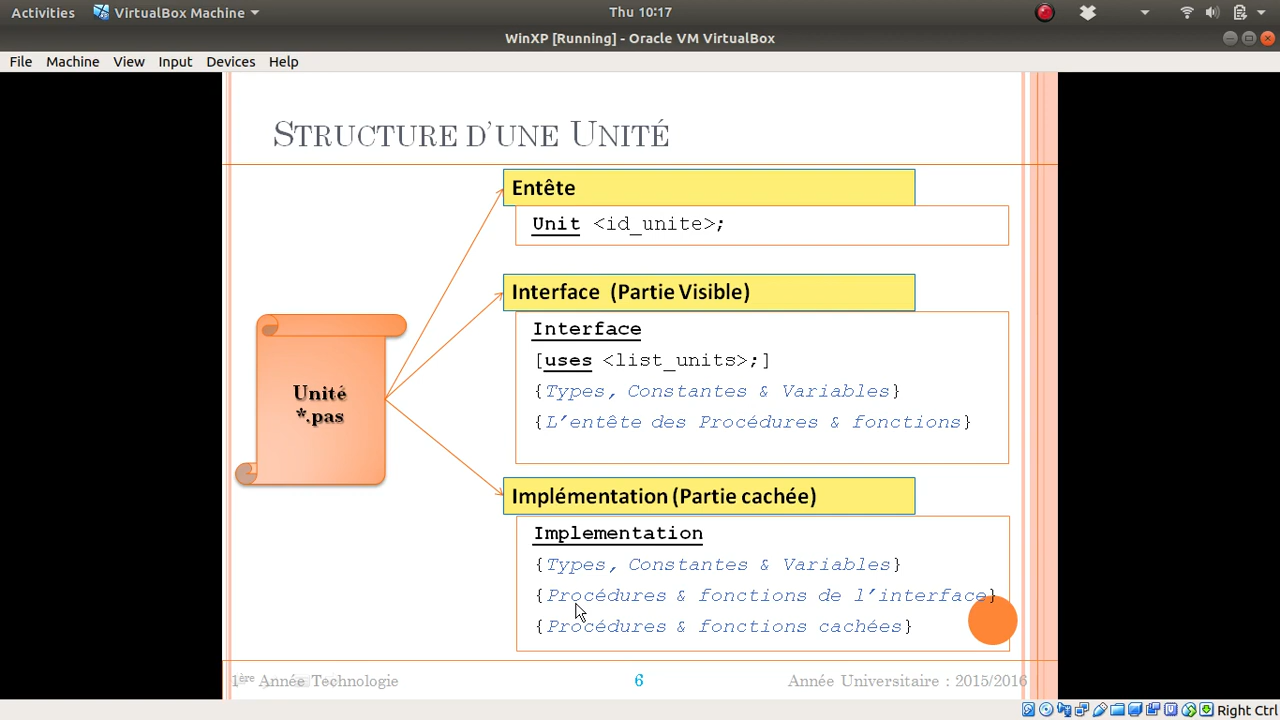 Activities VirtualBox Machine Thu 10:17
WinXP [Running] - Oracle VM VirtualBox
File Machine View Input Devices Help
STRUCTURE D'UNE UNITÉ
Entête
Unit <id_unite>;
Interface (Partie Visible)
Interface
[uses <list_units>;]
{Types, Constantes & Variables}
{L'entête des Procédures & fonctions}
Unité
*.pas
Implémentation (Partie cachée)
Implementation
{Types, Constantes & Variables}
{Procédures & fonctions de l'interface}
{Procédures & fonctions cachées}
1ère Année Technologie 6 Année Universitaire : 2015/2016
Right Ctrl